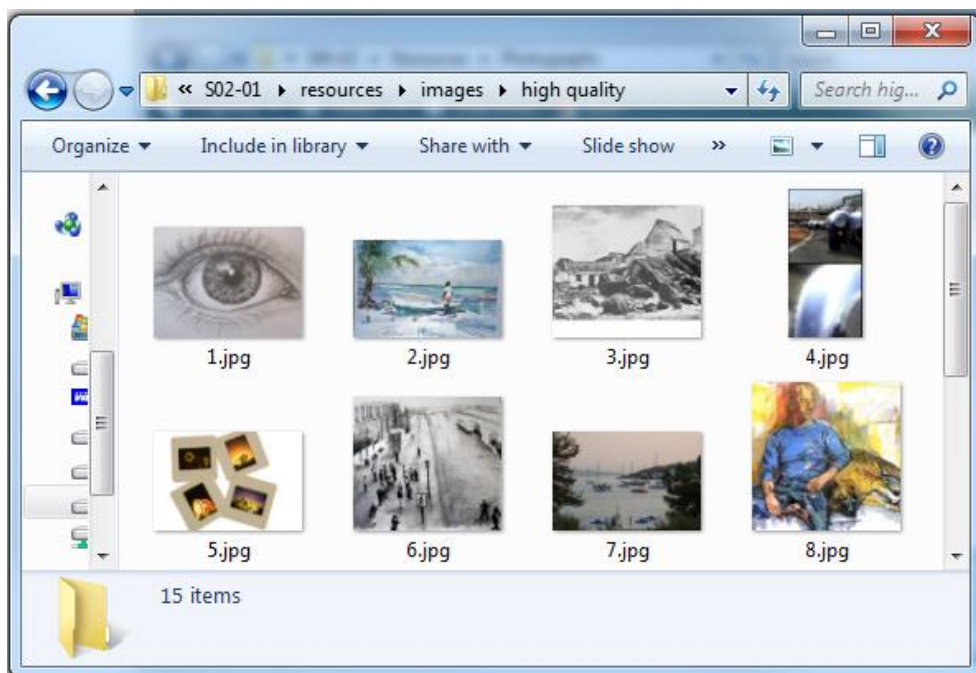 « S02-01 ▸ resources ▸ images ▸ high quality
Search hig...
Organize
Include in library
Share with
Slide show
»
1.jpg
2.jpg
3.jpg
4.jpg
5.jpg
6.jpg
7.jpg
8.jpg
15 items